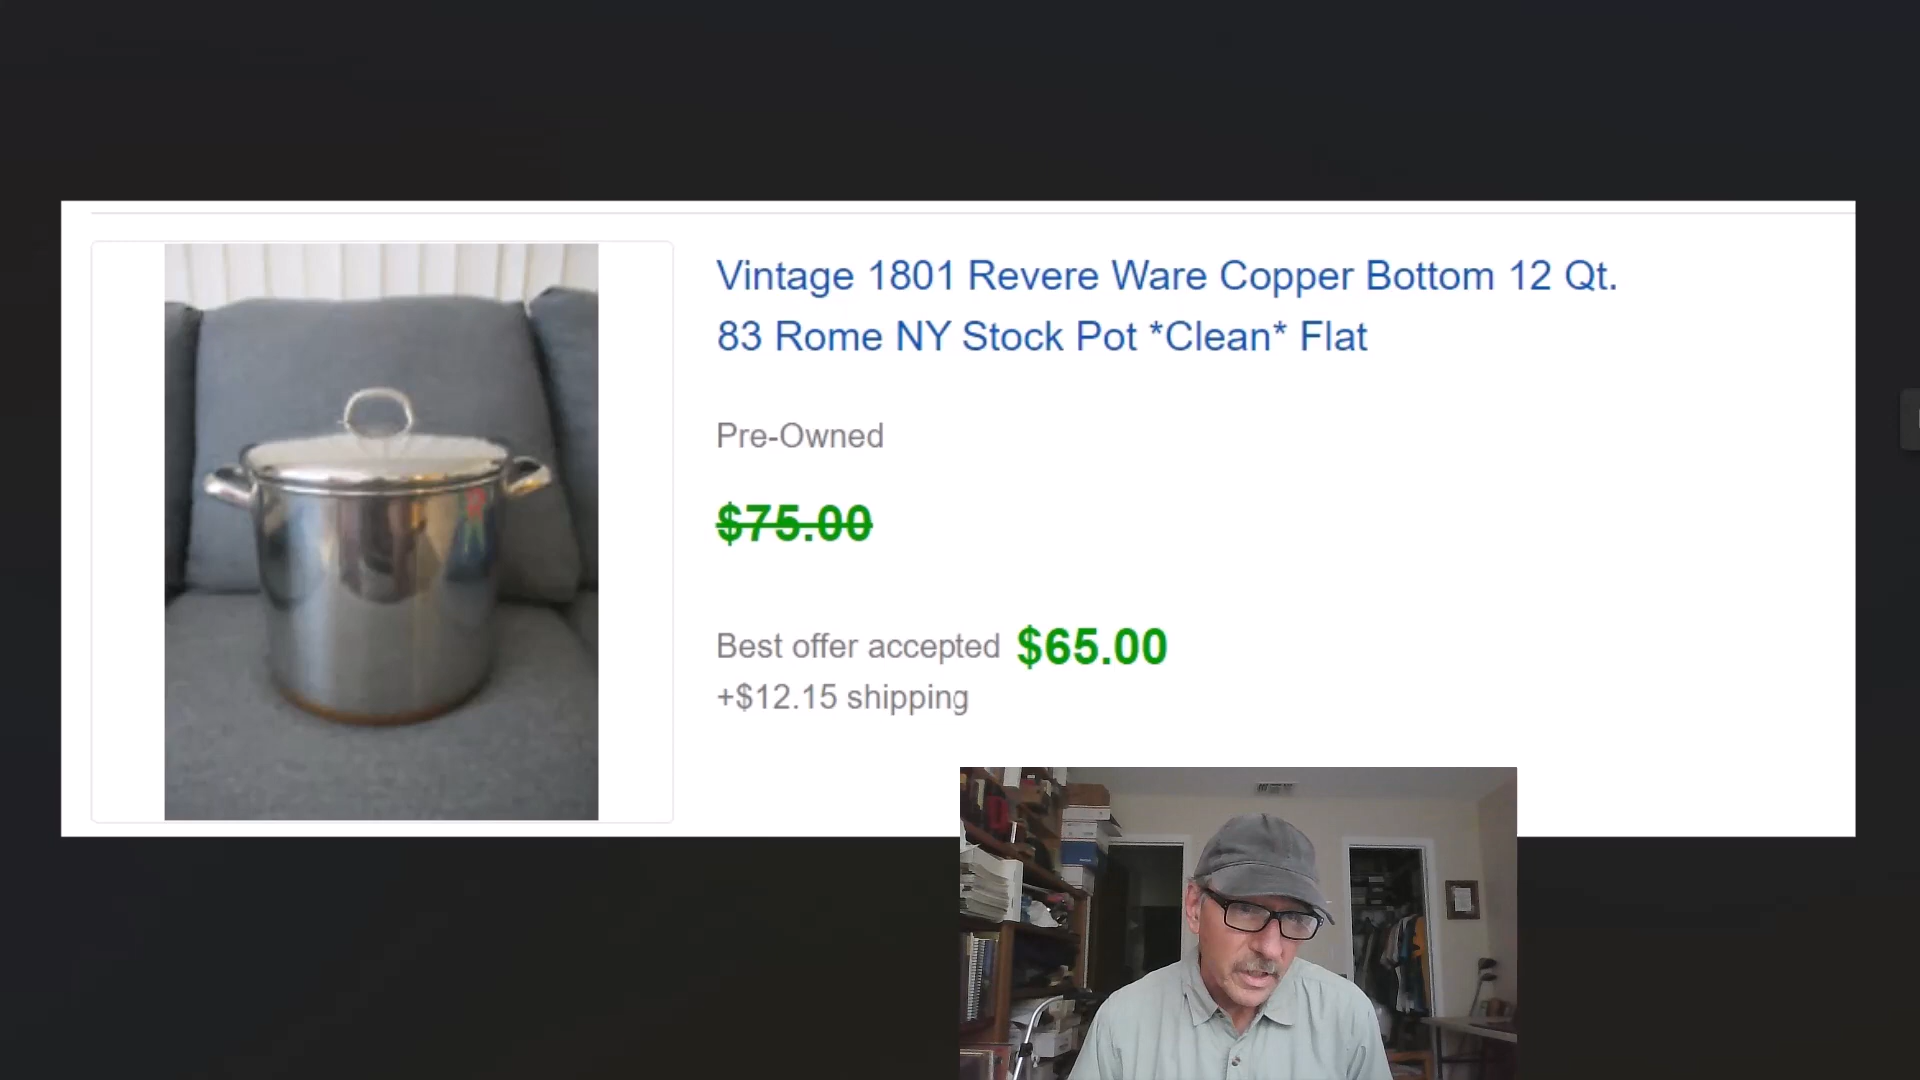 Vintage 1801 Revere Ware Copper Bottom 12 Qt.
83 Rome NY Stock Pot *Clean* Flat
Pre-Owned
$75.00
Best offer accepted $65.00
+$12.15 shipping